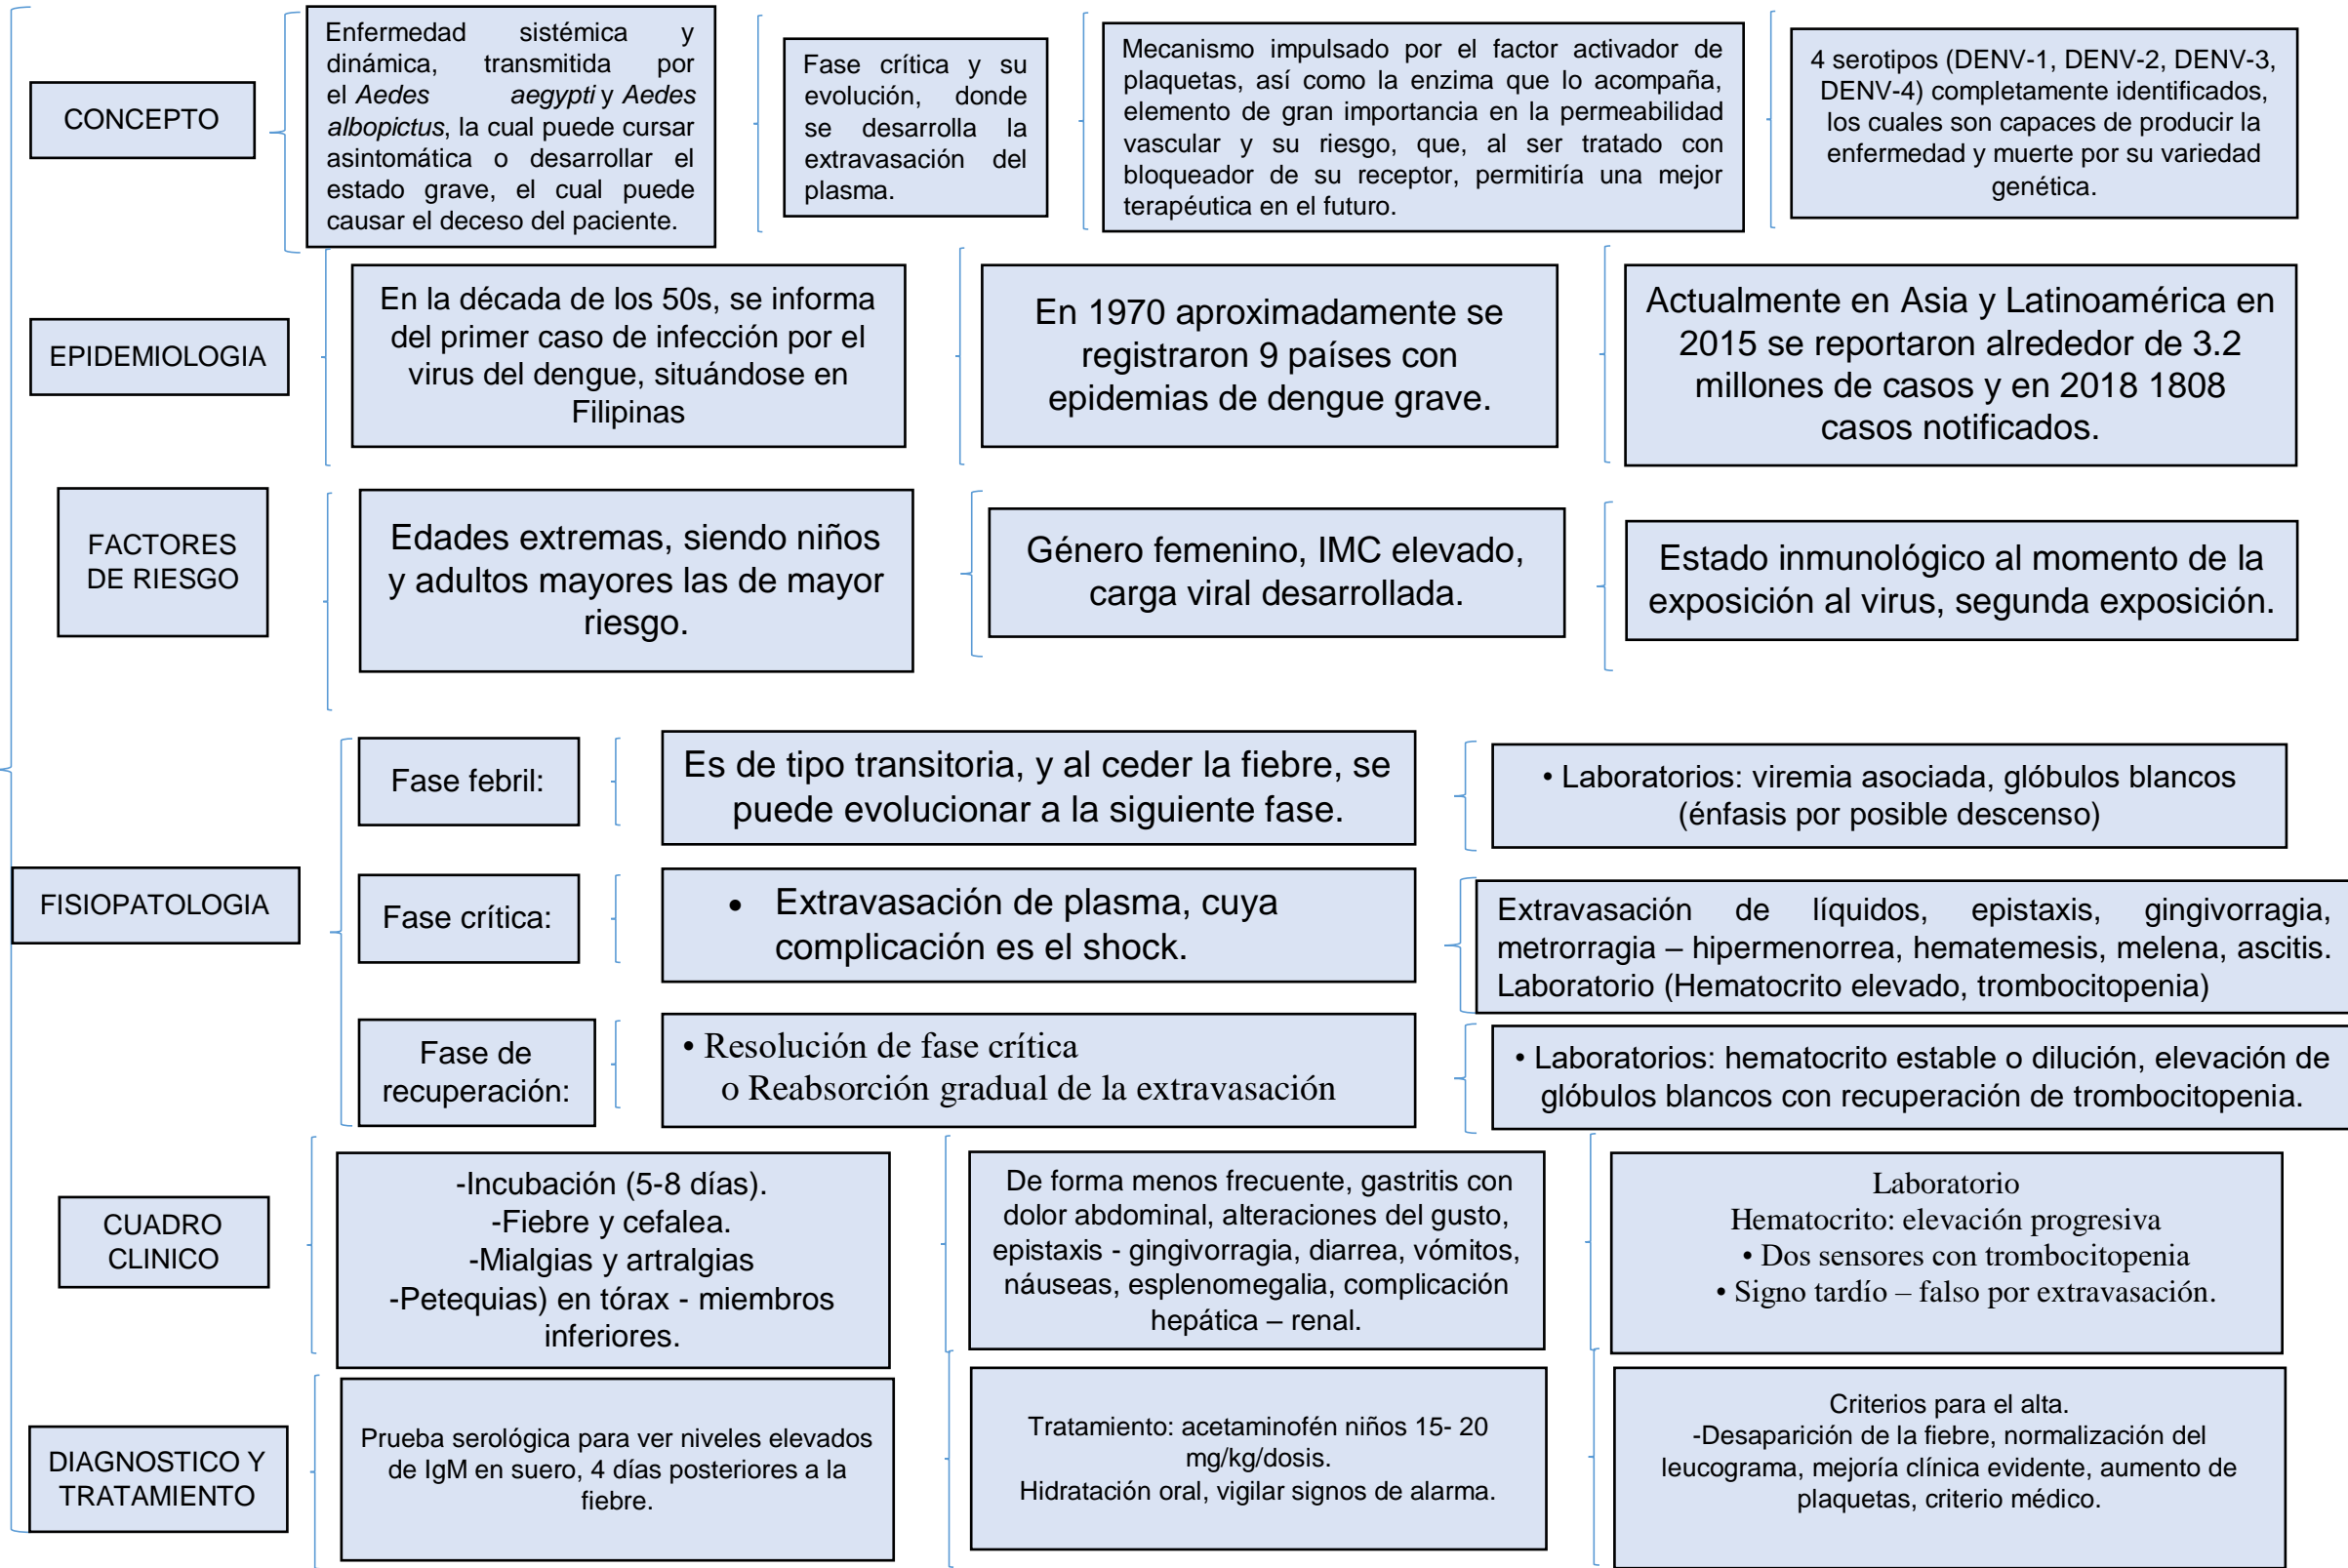 CONCEPTO
Enfermedad sistémica y
dinámica, transmitida por
el Aedes aegypti y Aedes
albopictus, la cual puede cursar
asintomática o desarrollar el
estado grave, el cual puede
causar el deceso del paciente.
Fase crítica y su
evolución, donde
se desarrolla la
extravasación del
plasma.
Mecanismo impulsado por el factor activador de
plaquetas, así como la enzima que lo acompaña,
elemento de gran importancia en la permeabilidad
vascular y su riesgo, que, al ser tratado con
bloqueador de su receptor, permitiría una mejor
terapéutica en el futuro.
4 serotipos (DENV-1, DENV-2, DENV-3,
DENV-4) completamente identificados,
los cuales son capaces de producir la
enfermedad y muerte por su variedad
genética.
EPIDEMIOLOGIA
En la década de los 50s, se informa
del primer caso de infección por el
virus del dengue, situándose en
Filipinas
En 1970 aproximadamente se
registraron 9 países con
epidemias de dengue grave.
Actualmente en Asia y Latinoamérica en
2015 se reportaron alrededor de 3.2
millones de casos y en 2018 1808
casos notificados.
FACTORES
DE RIESGO
Edades extremas, siendo niños
y adultos mayores las de mayor
riesgo.
Género femenino, IMC elevado,
carga viral desarrollada.
Estado inmunológico al momento de la
exposición al virus, segunda exposición.
FISIOPATOLOGIA
Fase febril:
Es de tipo transitoria, y al ceder la fiebre, se
puede evolucionar a la siguiente fase.
• Laboratorios: viremia asociada, glóbulos blancos
(énfasis por posible descenso)
Fase crítica:
• Extravasación de plasma, cuya
complicación es el shock.
Extravasación de líquidos, epistaxis, gingivorragia,
metrorragia – hipermenorrea, hematemesis, melena, ascitis.
Laboratorio (Hematocrito elevado, trombocitopenia)
Fase de
recuperación:
• Resolución de fase crítica
o Reabsorción gradual de la extravasación
• Laboratorios: hematocrito estable o dilución, elevación de
glóbulos blancos con recuperación de trombocitopenia.
CUADRO
CLINICO
-Incubación (5-8 días).
-Fiebre y cefalea.
-Mialgias y artralgias
-Petequias) en tórax - miembros
inferiores.
De forma menos frecuente, gastritis con
dolor abdominal, alteraciones del gusto,
epistaxis - gingivorragia, diarrea, vómitos,
náuseas, esplenomegalia, complicación
hepática – renal.
Laboratorio
Hematocrito: elevación progresiva
• Dos sensores con trombocitopenia
• Signo tardío – falso por extravasación.
DIAGNOSTICO Y
TRATAMIENTO
Prueba serológica para ver niveles elevados
de IgM en suero, 4 días posteriores a la
fiebre.
Tratamiento: acetaminofén niños 15- 20
mg/kg/dosis.
Hidratación oral, vigilar signos de alarma.
Criterios para el alta.
-Desaparición de la fiebre, normalización del
leucograma, mejoría clínica evidente, aumento de
plaquetas, criterio médico.